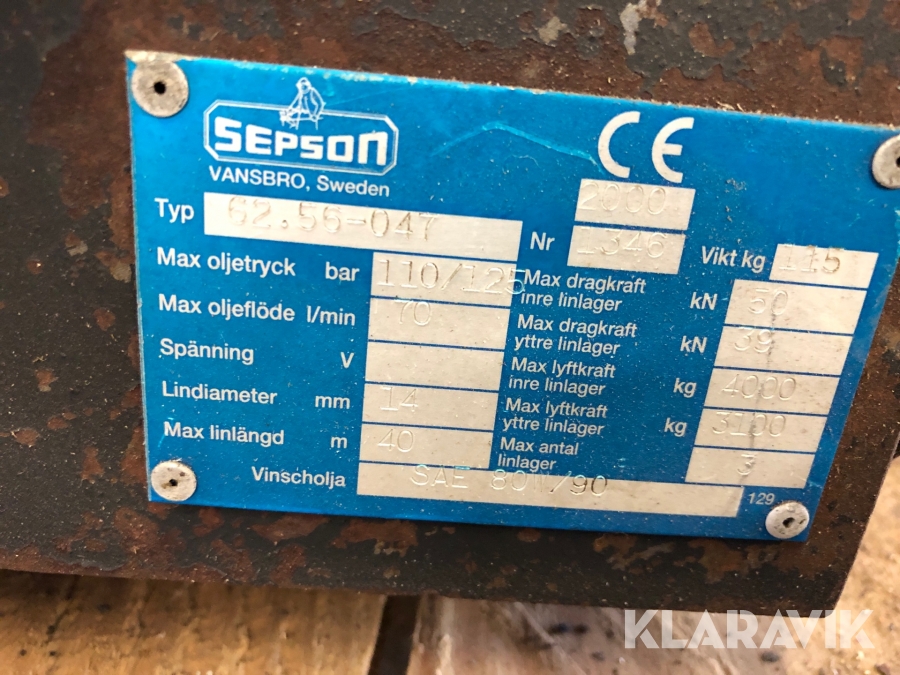 SEPSON
VANSBRO, Sweden
CE
2000
Typ 62.56-047
Nr 1346
Vikt kg 115
Max oljetryck bar 110/125
Max oljeflöde l/min 70
Spänning V
Lindiameter mm 14
Max linlängd m 40
Vinscholja SAE 80W/90
Max dragkraft
inre linlager kN 50
Max dragkraft
yttre linlager kN 39
Max lyftkraft
inre linlager kg 4000
Max lyftkraft
yttre linlager kg 3100
Max antal
linlager 3
129
KLARAVIK